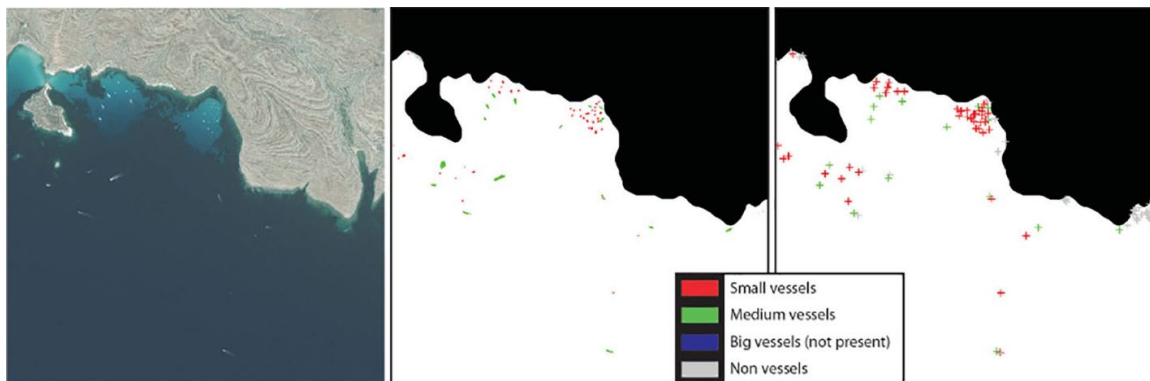 Small vessels
Medium vessels
Big vessels (not present)
Non vessels